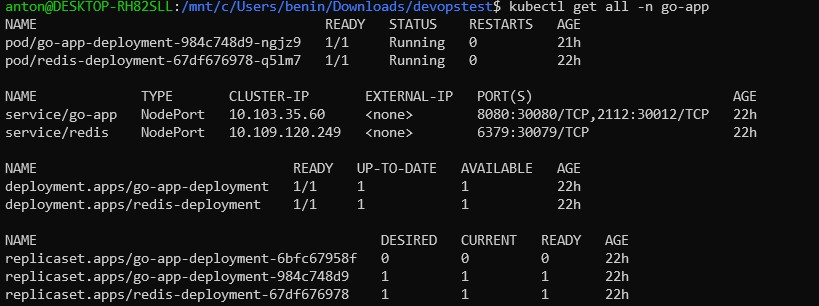 anton@DESKTOP-RH82SLL:/mnt/c/Users/benin/Downloads/devopstest$ kubectl get all -n go-app
NAME READY STATUS RESTARTS AGE
pod/go-app-deployment-984c748d9-ngjz9 1/1 Running 0 21h
pod/redis-deployment-67df676978-q5lm7 1/1 Running 0 22h
NAME TYPE CLUSTER-IP EXTERNAL-IP PORT(S) AGE
service/go-app NodePort 10.103.35.60 <none> 8080:30080/TCP,2112:30012/TCP 22h
service/redis NodePort 10.109.120.249 <none> 6379:30079/TCP 22h
NAME READY UP-TO-DATE AVAILABLE AGE
deployment.apps/go-app-deployment 1/1 1 1 22h
deployment.apps/redis-deployment 1/1 1 1 22h
NAME DESIRED CURRENT READY AGE
replicaset.apps/go-app-deployment-6bfc67958f 0 0 0 22h
replicaset.apps/go-app-deployment-984c748d9 1 1 1 22h
replicaset.apps/redis-deployment-67df676978 1 1 1 22h